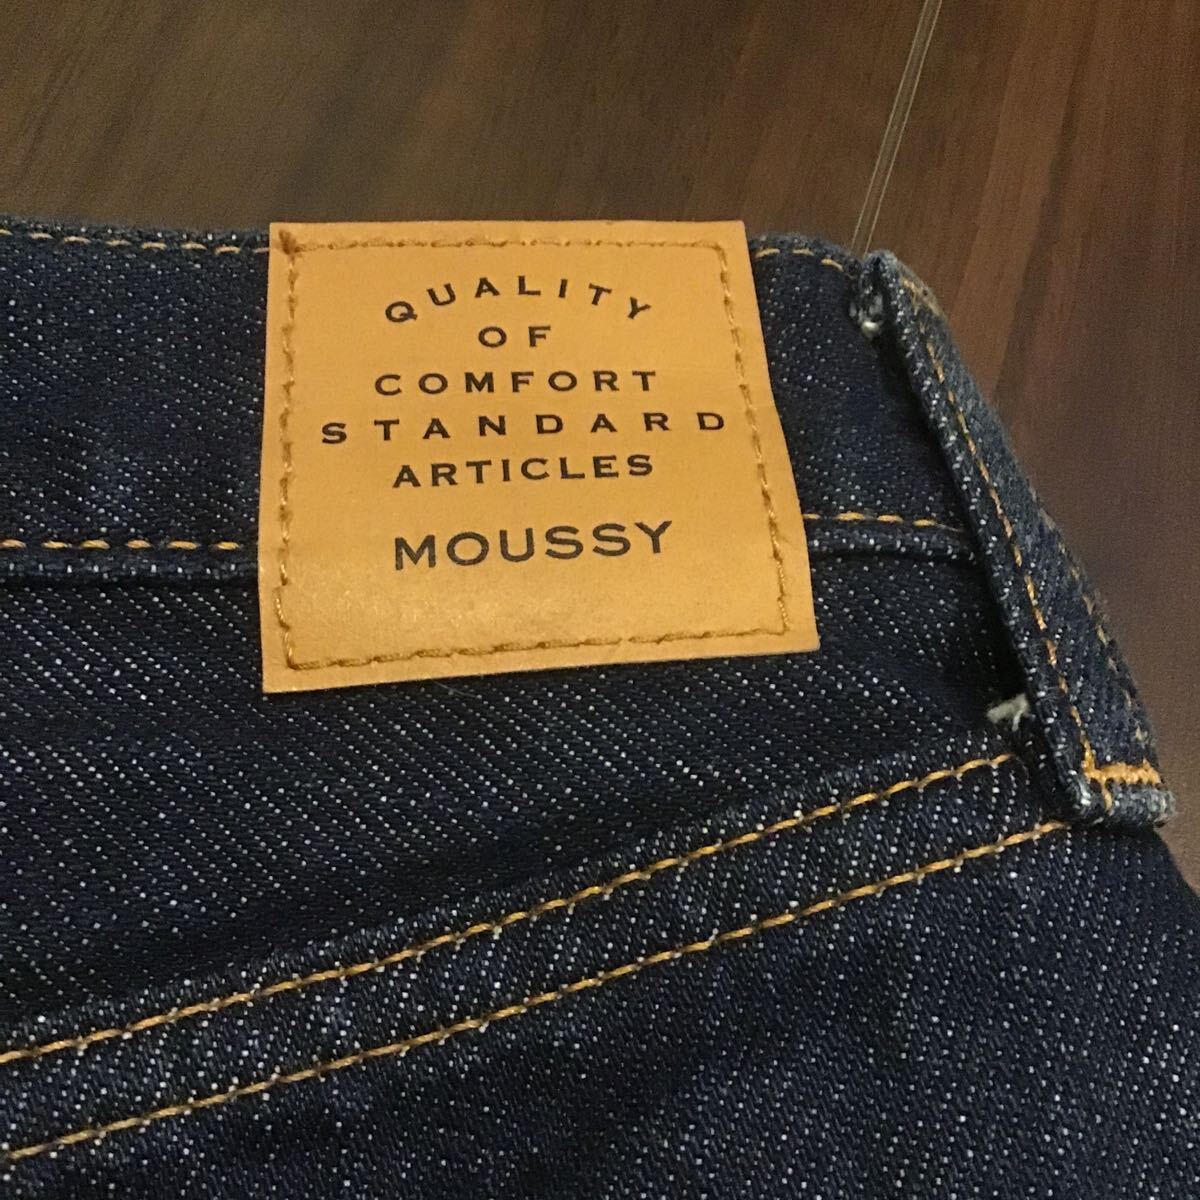 QUALITY
OF
COMFORT
STANDARD
ARTICLES
MOUSSY